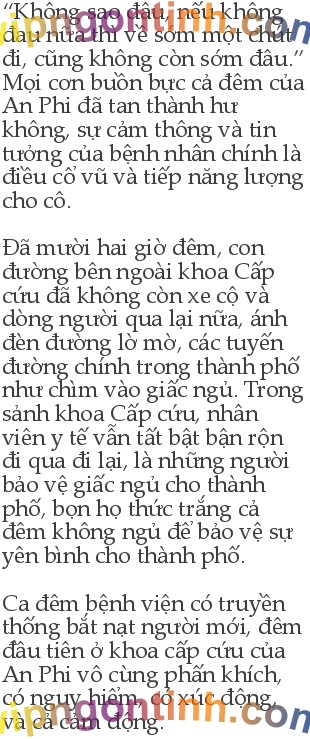 “Không sao đâu, nếu không
đau nữa thì về sớm một chút
đi, cũng không còn sớm đâu.”
Mọi cơn buồn bực cả đêm của
An Phi đã tan thành hư
không, sự cảm thông và tin
tưởng của bệnh nhân chính là
điều cổ vũ và tiếp năng lượng
cho cô.
Đã mười hai giờ đêm, con
đường bên ngoài khoa Cấp
cứu đã không còn xe cộ và
dòng người qua lại nữa, ánh
đèn đường lờ mờ, các tuyến
đường chính trong thành phố
như chìm vào giấc ngủ. Trong
sảnh khoa Cấp cứu, nhân
viên y tế vẫn tất bật bận rộn
đi qua đi lại, là những người
bảo vệ giấc ngủ cho thành
phố, bọn họ thức trắng cả
đêm không ngủ để bảo vệ sự
yên bình cho thành phố.
Ca đêm bệnh viện có truyền
thống bắt nạt người mới, đêm
đầu tiên ở khoa cấp cứu của
An Phi vô cùng phấn khích,
có nguy hiểm, có xúc động,
và cả cảm động.
vipngontinh.com
vipngontinh.com